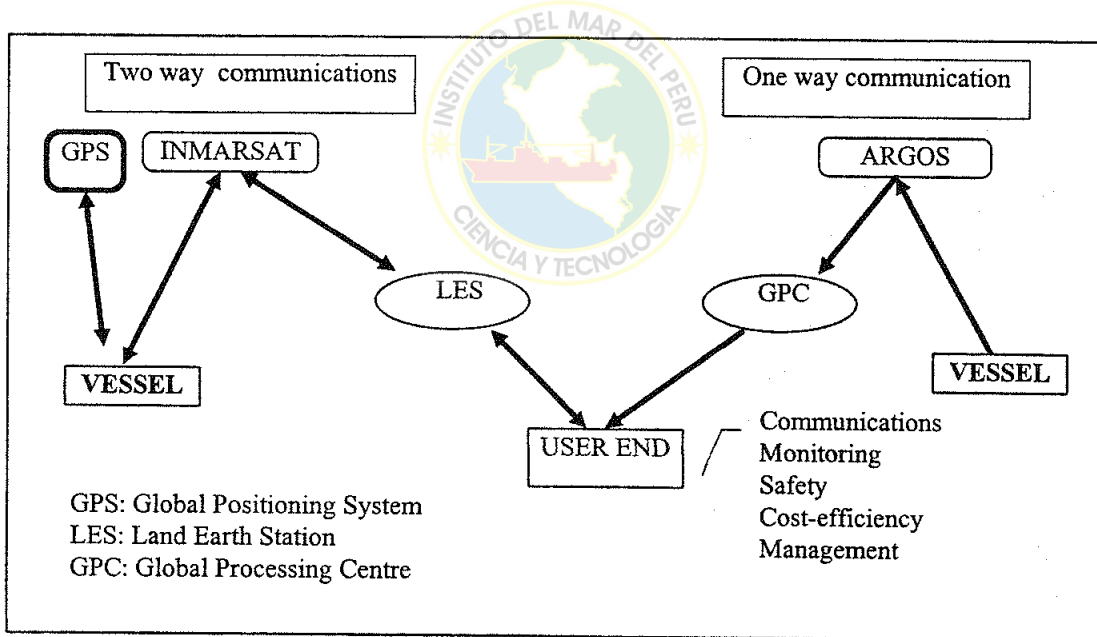 INSTITUTO DEL MAR DEL PERU
CIENCIA Y TECNOLOGIA
Two way communications
One way communication
GPS
INMARSAT
ARGOS
LES
GPC
VESSEL
VESSEL
USER END
Communications
Monitoring
Safety
Cost-efficiency
Management
GPS: Global Positioning System
LES: Land Earth Station
GPC: Global Processing Centre